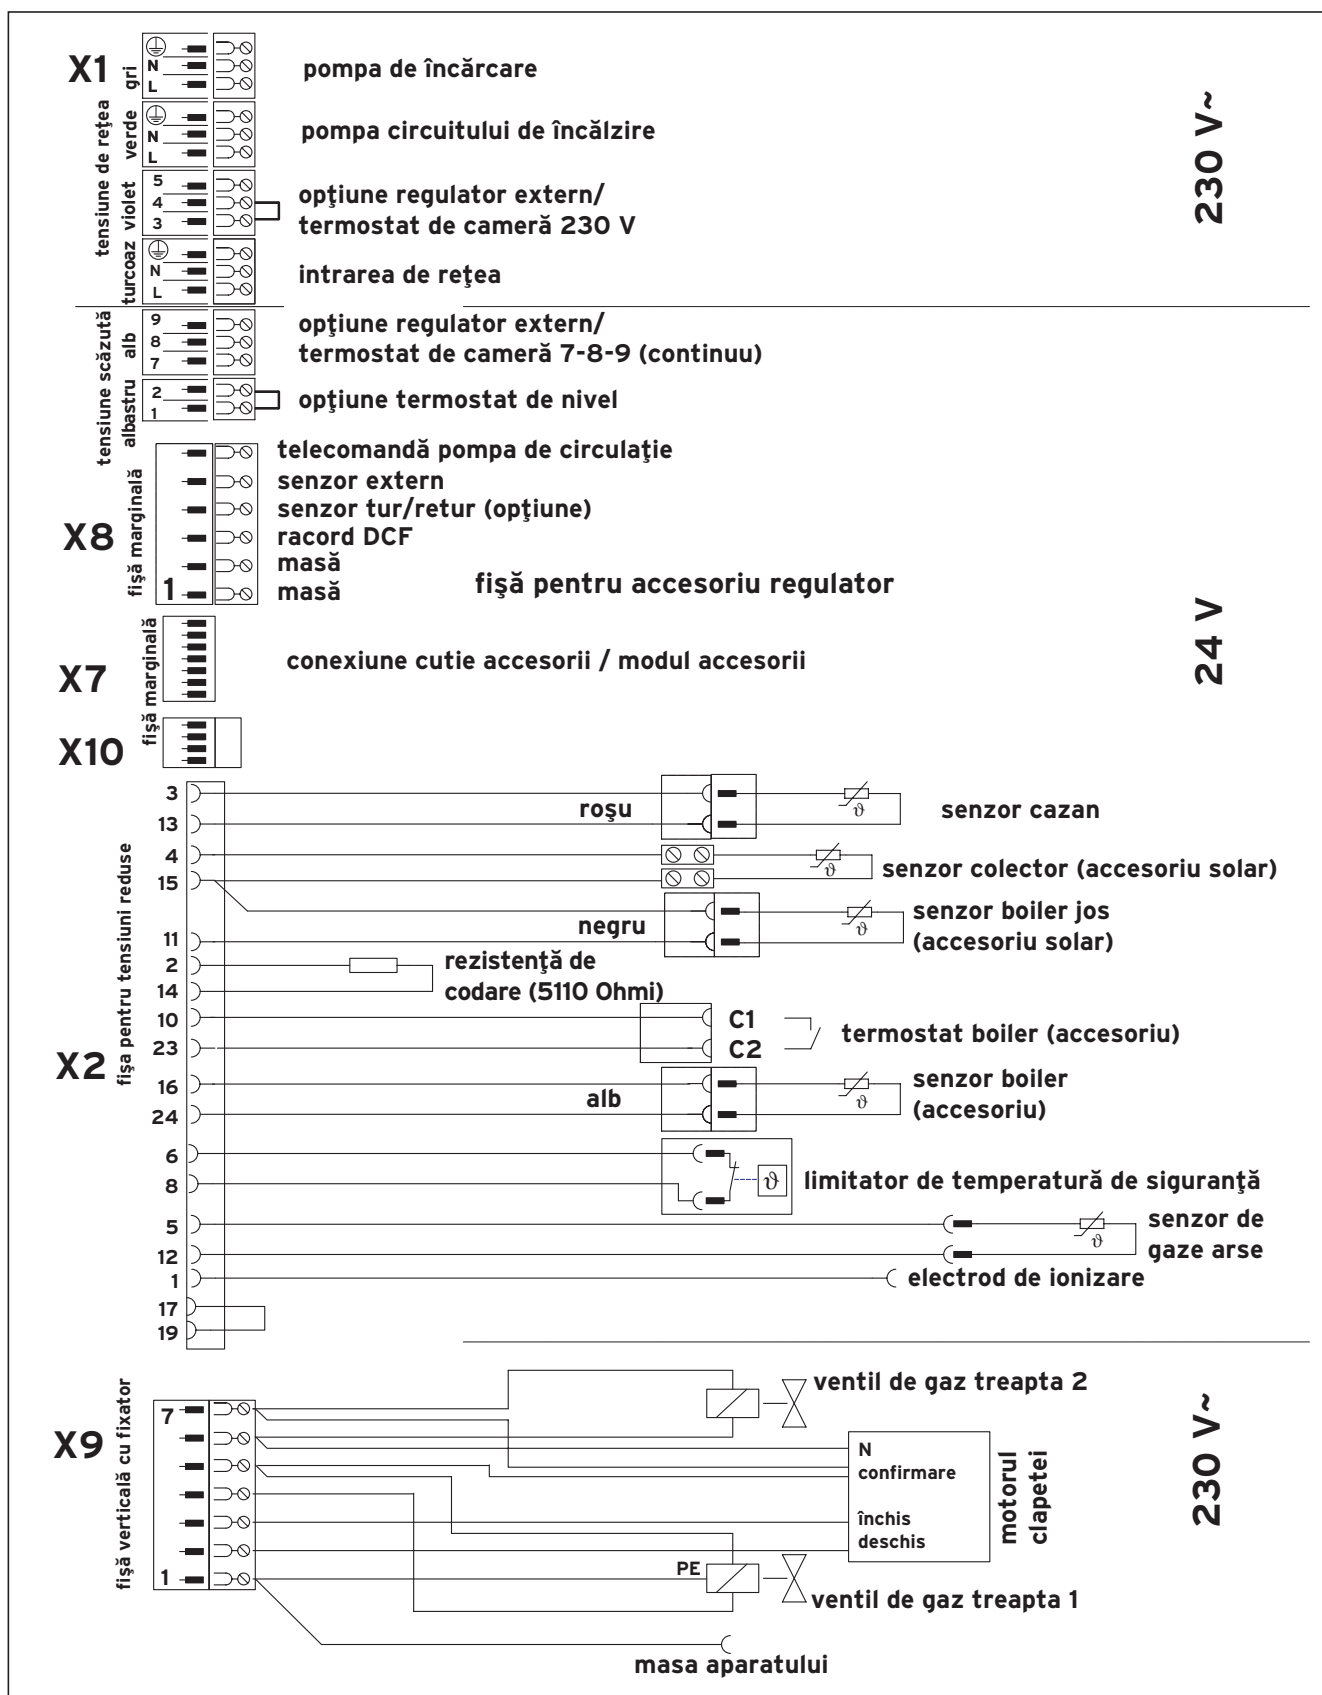 X1
tensiune de reţea
gri
N
L
pompa de încărcare
verde
N
L
pompa circuitului de încălzire
violet
5
4
3
opţiune regulator extern/
termostat de cameră 230 V
turcoaz
N
L
intrarea de reţea
230 V~
tensiune scăzută
alb
9
8
7
opţiune regulator extern/
termostat de cameră 7-8-9 (continuu)
albastru
2
1
opţiune termostat de nivel
X8
fişă marginală
1
telecomandă pompa de circulaţie
senzor extern
senzor tur/retur (opţiune)
racord DCF
masă
masă
fişă pentru accesoriu regulator
24 V
X7
fişă marginală
conexiune cutie accesorii / modul accesorii
X10
X2
fişa pentru tensiuni reduse
3
13
roşu
ϑ
senzor cazan
4
15
ϑ
senzor colector (accesoriu solar)
11
negru
ϑ
senzor boiler jos
(accesoriu solar)
2
14
rezistenţă de
codare (5110 Ohmi)
10
23
C1
C2
termostat boiler (accesoriu)
16
24
alb
ϑ
senzor boiler
(accesoriu)
6
8
ϑ
limitator de temperatură de siguranţă
5
12
ϑ
senzor de
gaze arse
1
electrod de ionizare
17
19
X9
fişă verticală cu fixator
7
1
ventil de gaz treapta 2
N
confirmare
închis
deschis
motorul
clapetei
PE
ventil de gaz treapta 1
masa aparatului
230 V~